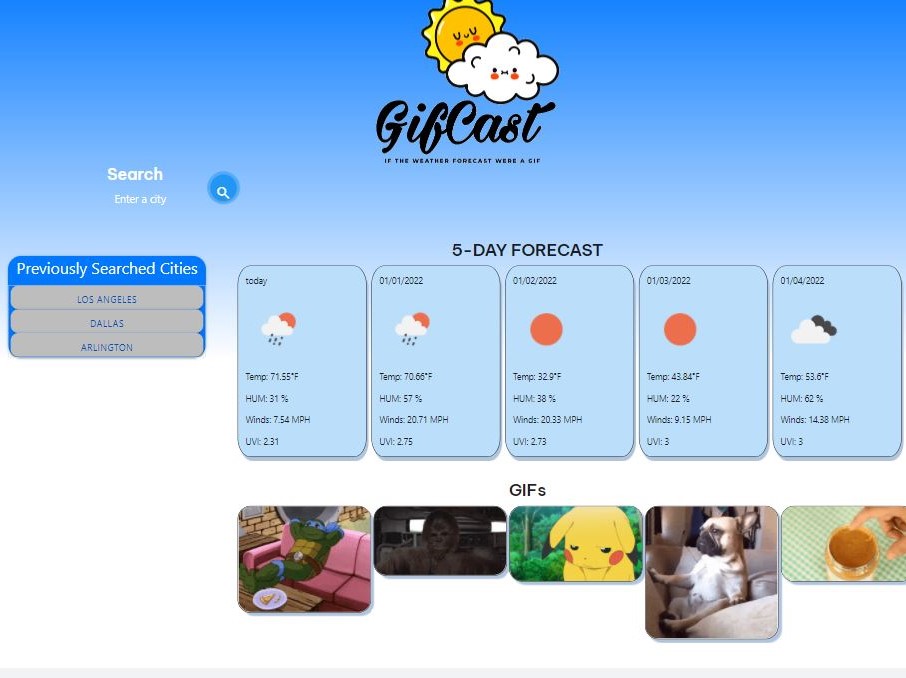 GifCast
IF THE WEATHER FORECAST WERE A GIF
Search
Enter a city
Previously Searched Cities
LOS ANGELES
DALLAS
ARLINGTON
5-DAY FORECAST
today
Temp: 71.55°F
HUM: 31 %
Winds: 7.54 MPH
UVI: 2.31
01/01/2022
Temp: 70.66°F
HUM: 57 %
Winds: 20.71 MPH
UVI: 2.75
01/02/2022
Temp: 32.9°F
HUM: 38 %
Winds: 20.33 MPH
UVI: 2.73
01/03/2022
Temp: 43.84°F
HUM: 22 %
Winds: 9.15 MPH
UVI: 3
01/04/2022
Temp: 53.6°F
HUM: 62 %
Winds: 14.38 MPH
UVI: 3
GIFs